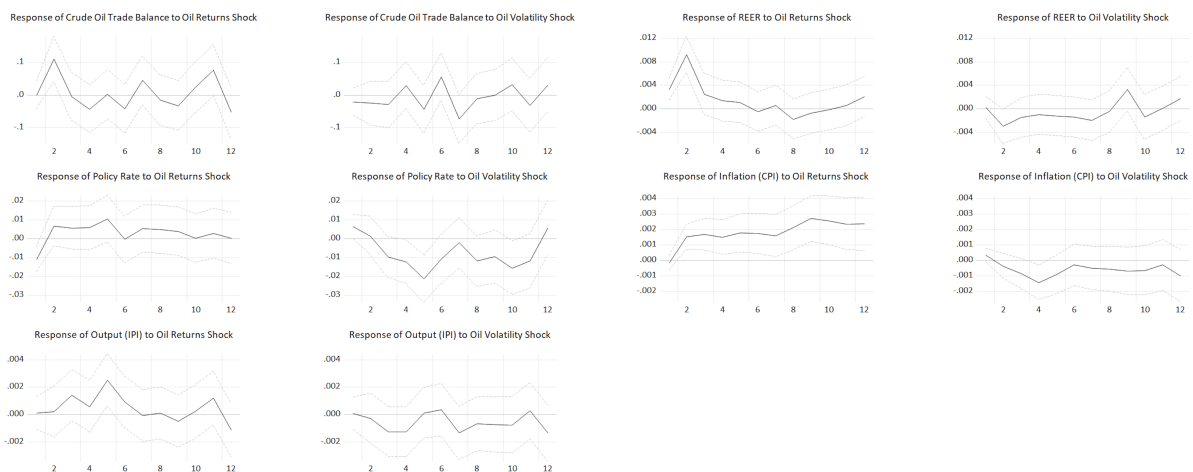 Response of Crude Oil Trade Balance to Oil Returns Shock
.1
.0
-.1
2 4 6 8 10 12
Response of Crude Oil Trade Balance to Oil Volatility Shock
.1
.0
-.1
2 4 6 8 10 12
Response of REER to Oil Returns Shock
.012
.008
.004
.000
-.004
2 4 6 8 10 12
Response of REER to Oil Volatility Shock
.012
.008
.004
.000
-.004
2 4 6 8 10 12
Response of Policy Rate to Oil Returns Shock
.02
.01
.00
-.01
-.02
-.03
2 4 6 8 10 12
Response of Policy Rate to Oil Volatility Shock
.02
.01
.00
-.01
-.02
-.03
2 4 6 8 10 12
Response of Inflation (CPI) to Oil Returns Shock
.004
.003
.002
.001
.000
-.001
-.002
2 4 6 8 10 12
Response of Inflation (CPI) to Oil Volatility Shock
.004
.003
.002
.001
.000
-.001
-.002
2 4 6 8 10 12
Response of Output (IPI) to Oil Returns Shock
.004
.002
.000
-.002
2 4 6 8 10 12
Response of Output (IPI) to Oil Volatility Shock
.004
.002
.000
-.002
2 4 6 8 10 12